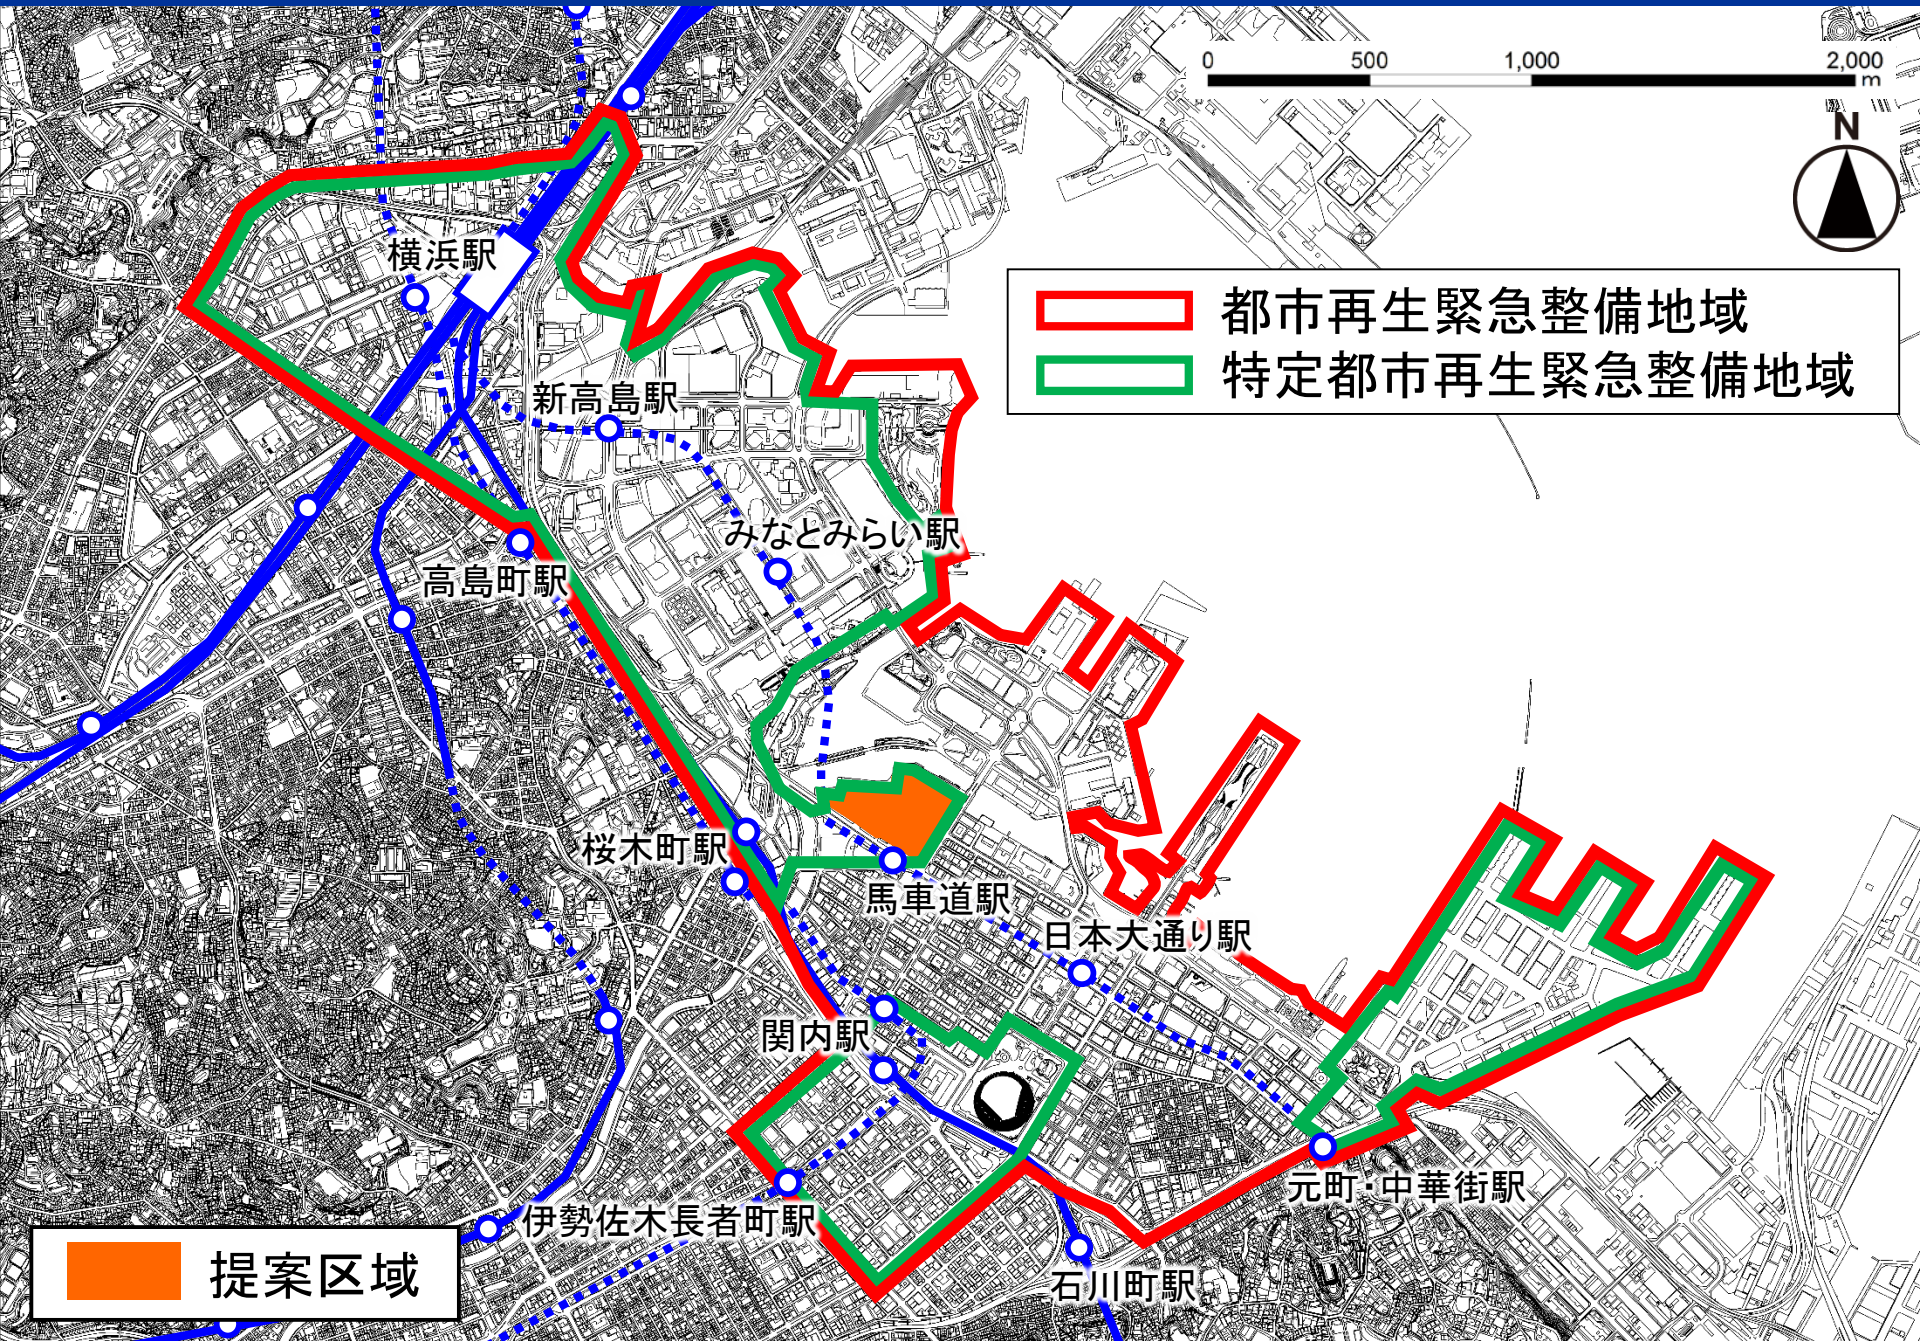 0 500 1,000 2,000
m
N
横浜駅
都市再生緊急整備地域
特定都市再生緊急整備地域
新高島駅
みなとみらい駅
高島町駅
桜木町駅
馬車道駅
日本大通り駅
関内駅
元町・中華街駅
伊勢佐木長者町駅
石川町駅
提案区域